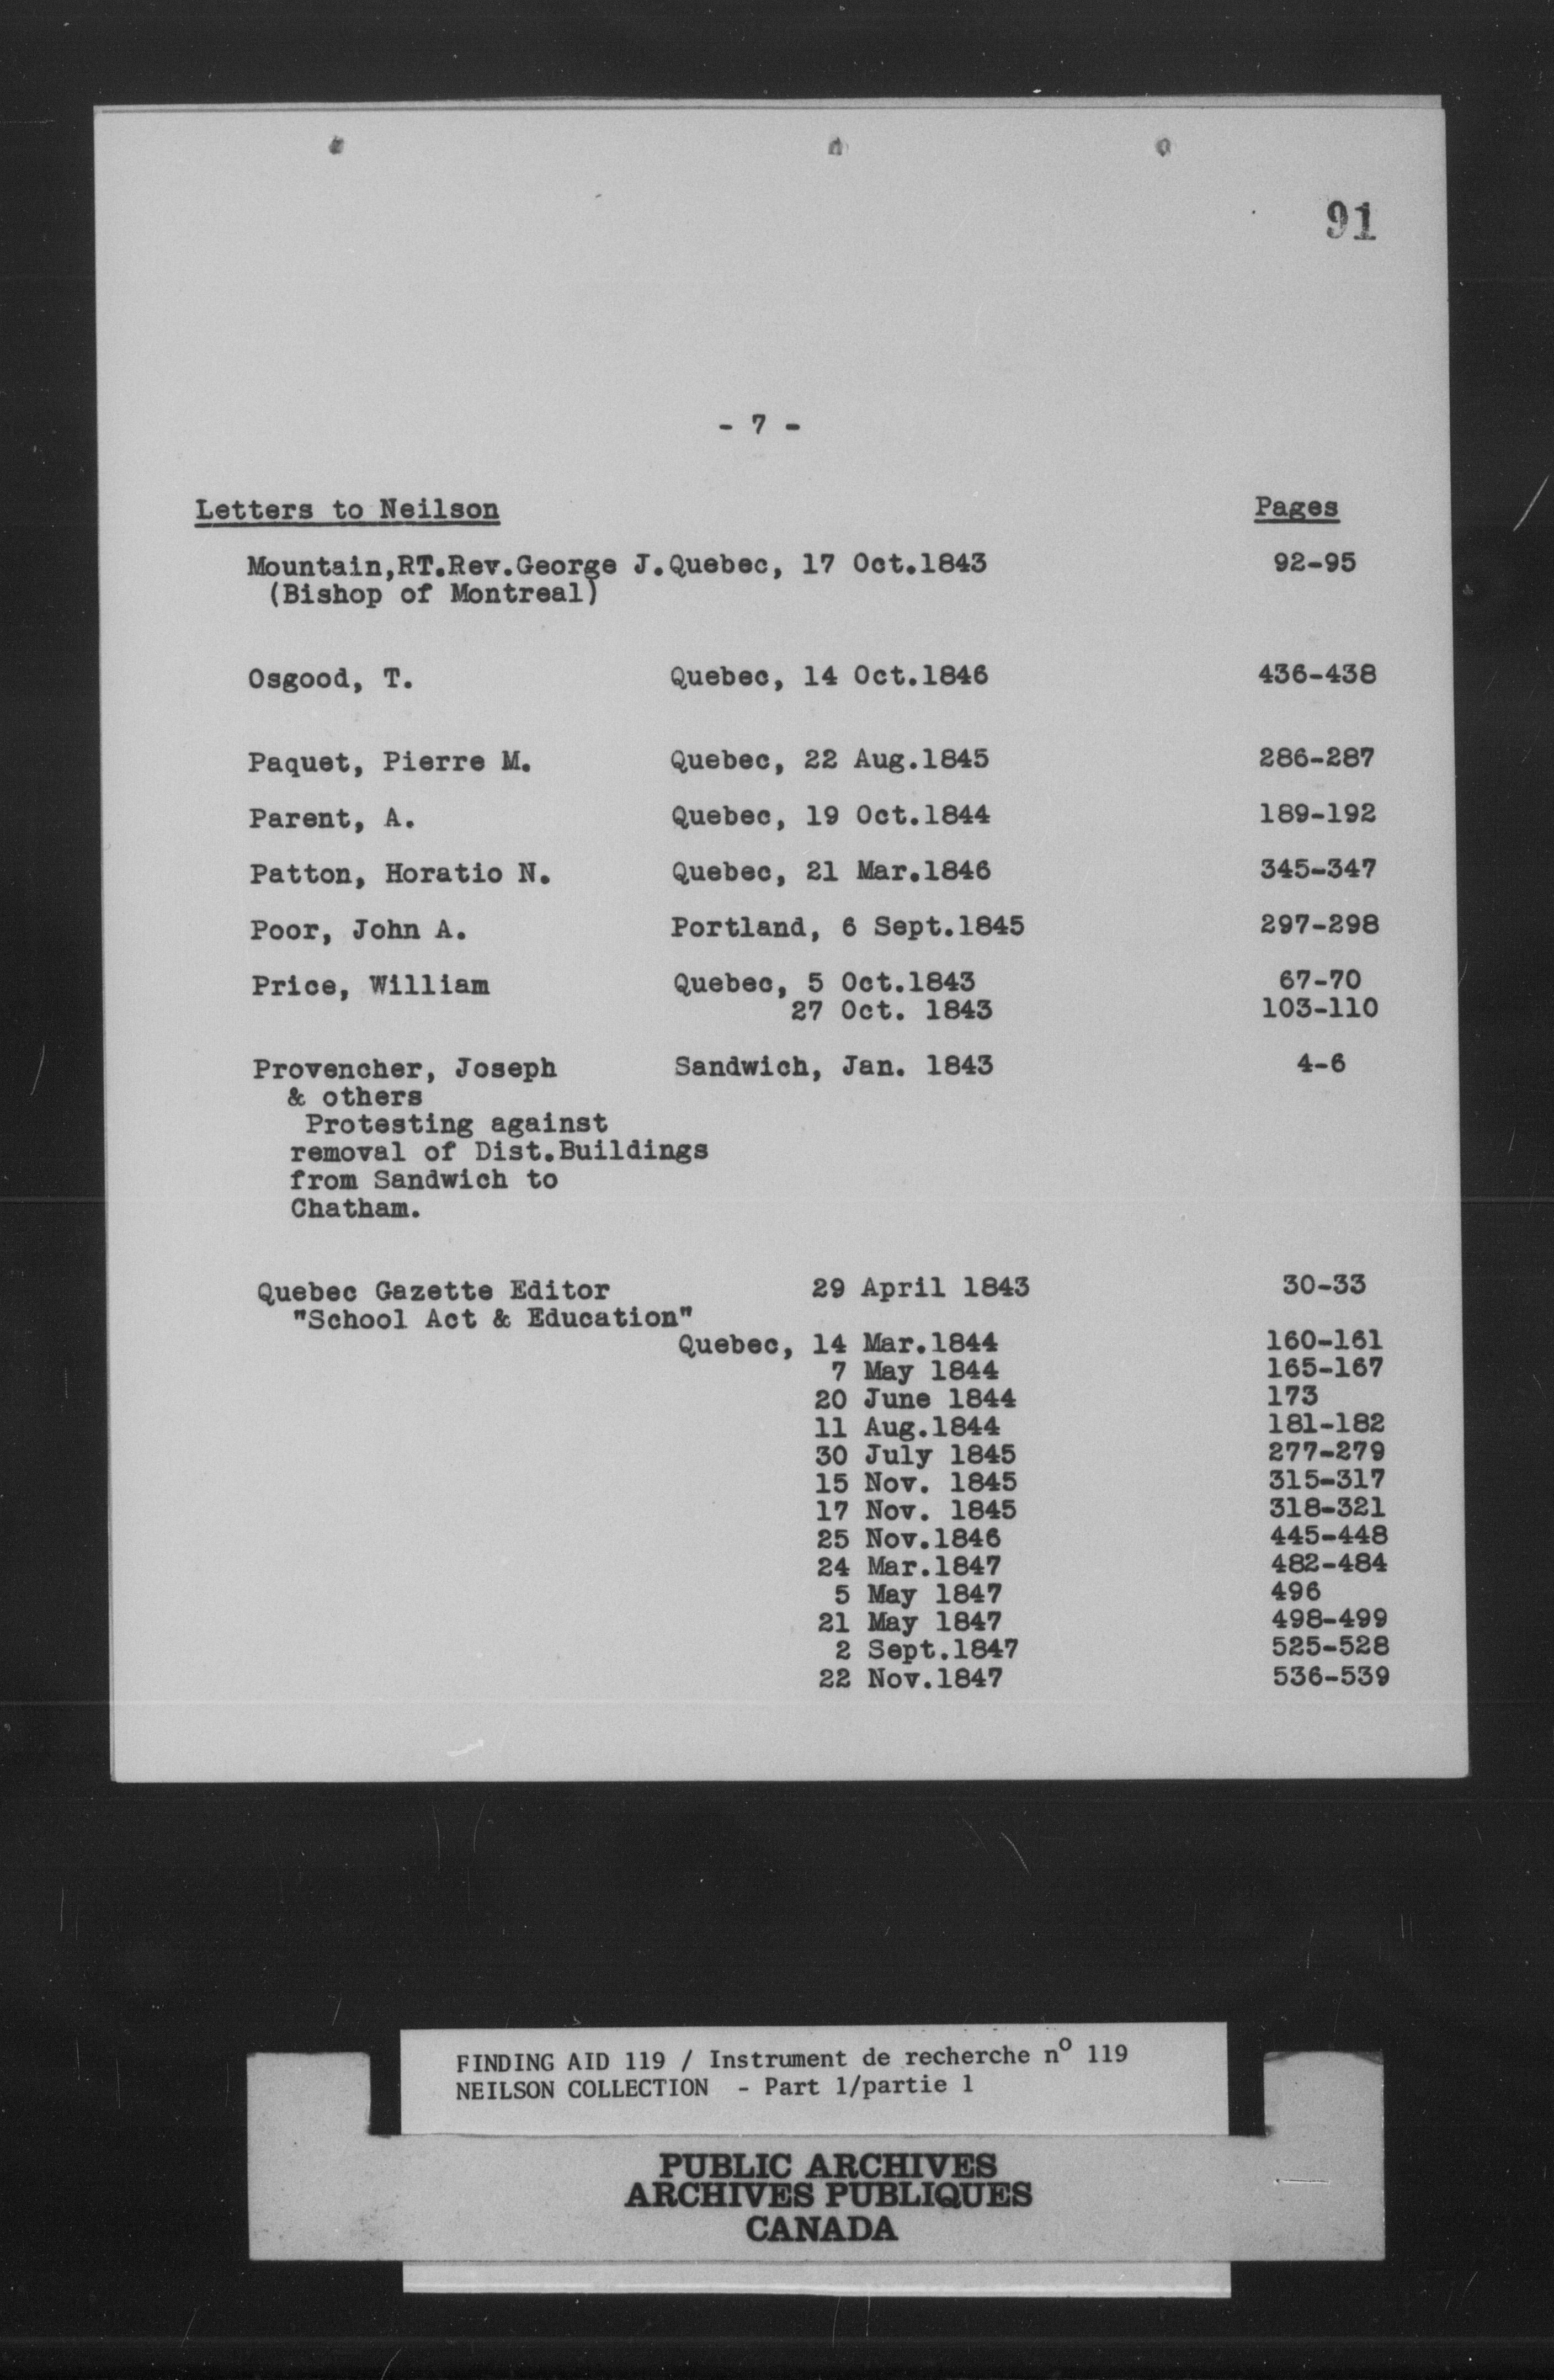 91
- 7 -
Letters to Neilson Pages
Mountain,RT.Rev.George J.Quebec, 17 Oct.1843 92-95
(Bishop of Montreal)
Osgood, T. Quebec, 14 Oct.1846 436-438
Paquet, Pierre M. Quebec, 22 Aug.1845 286-287
Parent, A. Quebec, 19 Oct.1844 189-192
Patton, Horatio N. Quebec, 21 Mar.1846 345-347
Poor, John A. Portland, 6 Sept.1845 297-298
Price, William Quebec, 5 Oct.1843 67-70
27 Oct. 1843 103-110
Provencher, Joseph Sandwich, Jan. 1843 4-6
& others
Protesting against
removal of Dist.Buildings
from Sandwich to
Chatham.
Quebec Gazette Editor 29 April 1843 30-33
"School Act & Education"
Quebec, 14 Mar.1844 160-161
7 May 1844 165-167
20 June 1844 173
11 Aug.1844 181-182
30 July 1845 277-279
15 Nov. 1845 315-317
17 Nov. 1845 318-321
25 Nov.1846 445-448
24 Mar.1847 482-484
5 May 1847 496
21 May 1847 498-499
2 Sept.1847 525-528
22 Nov.1847 536-539
FINDING AID 119 / Instrument de recherche nº 119
NEILSON COLLECTION - Part 1/partie 1
PUBLIC ARCHIVES
ARCHIVES PUBLIQUES
CANADA